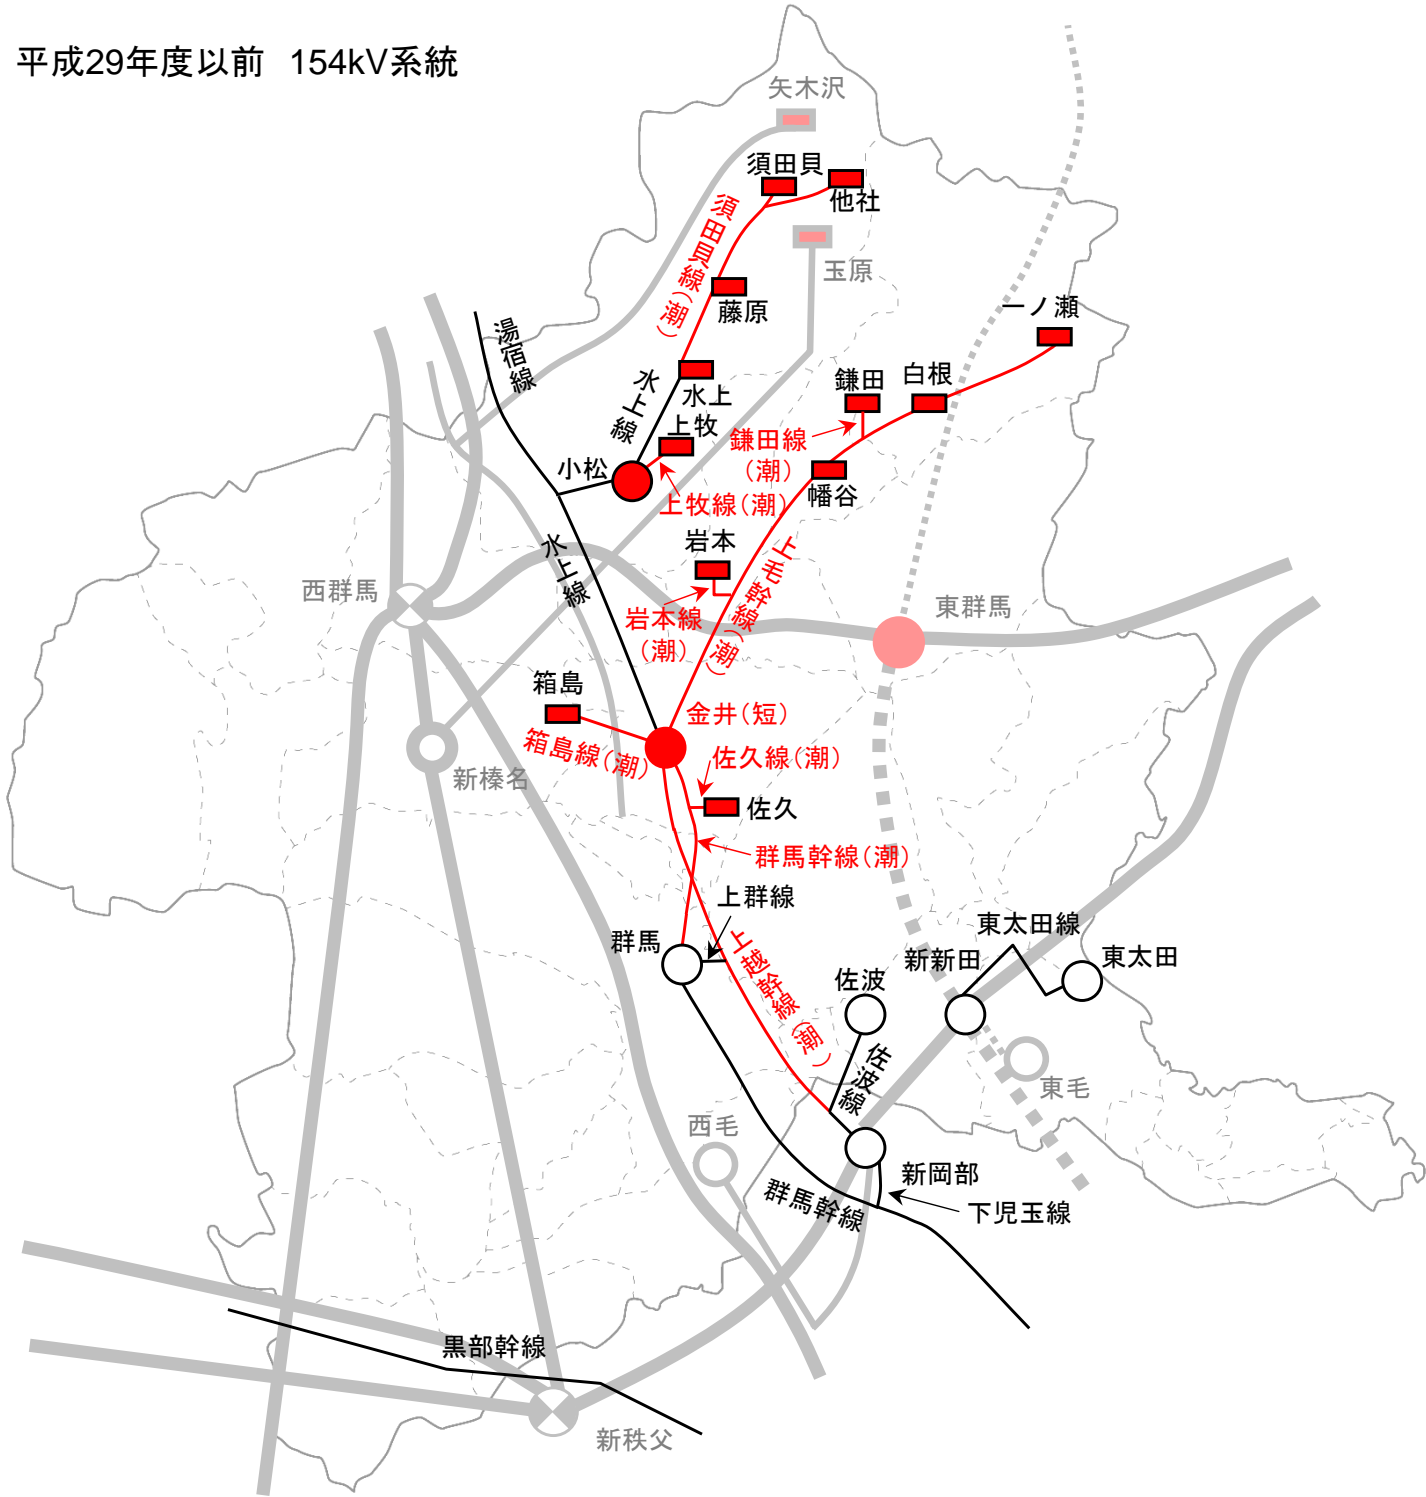 平成29年度以前 154kV系統
矢木沢
須田貝
他社
須田貝線(潮)
玉原
藤原
一ノ瀬
湯宿線
水上線
水上
鎌田
白根
上牧
鎌田線
(潮)
小松
幡谷
上牧線(潮)
水上線
岩本
上毛幹線(潮)
西群馬
東群馬
岩本線
(潮)
箱島
金井(短)
箱島線(潮)
佐久線(潮)
新榛名
佐久
群馬幹線(潮)
上群線
群馬
上越幹線(潮)
東太田線
新新田
東太田
佐波
佐波線
東毛
西毛
新岡部
群馬幹線
下児玉線
黒部幹線
新秩父